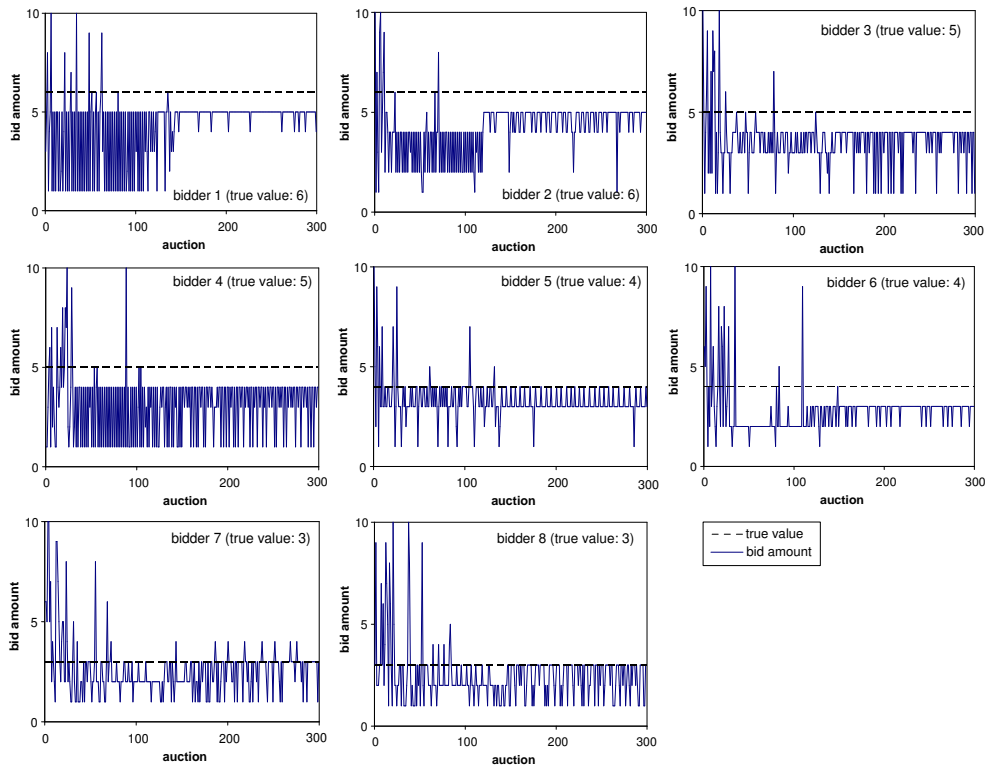 10
5
0
bid amount
bidder 1 (true value: 6)
0 100 200 300
auction
10
5
0
bid amount
bidder 2 (true value: 6)
0 100 200 300
auction
10
5
0
bid amount
bidder 3 (true value: 5)
0 100 200 300
auction
10
5
0
bid amount
bidder 4 (true value: 5)
0 100 200 300
auction
10
5
0
bid amount
bidder 5 (true value: 4)
0 100 200 300
auction
10
5
0
bid amount
bidder 6 (true value: 4)
0 100 200 300
auction
10
5
0
bid amount
bidder 7 (true value: 3)
0 100 200 300
auction
10
5
0
bid amount
bidder 8 (true value: 3)
0 100 200 300
auction
true value
bid amount